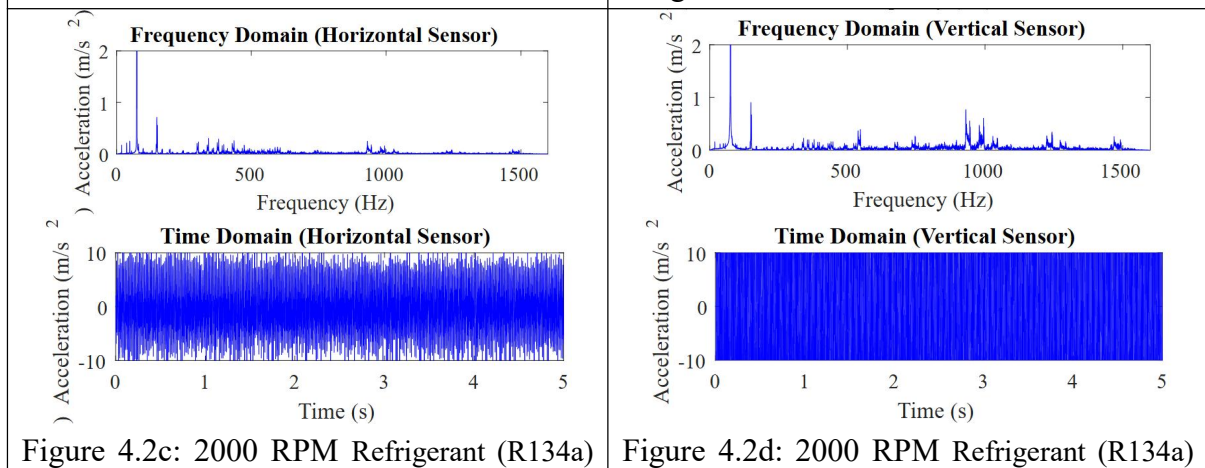 Frequency Domain (Horizontal Sensor)
Acceleration (m/s 2)
2
1
0
0 500 1000 1500
Frequency (Hz)
Time Domain (Horizontal Sensor)
Acceleration (m/s 2)
10
0
-10
0 1 2 3 4 5
Time (s)
Figure 4.2c: 2000 RPM Refrigerant (R134a)
Frequency Domain (Vertical Sensor)
Acceleration (m/s 2)
2
1
0
0 500 1000 1500
Frequency (Hz)
Time Domain (Vertical Sensor)
Acceleration (m/s 2)
10
0
-10
0 1 2 3 4 5
Time (s)
Figure 4.2d: 2000 RPM Refrigerant (R134a)